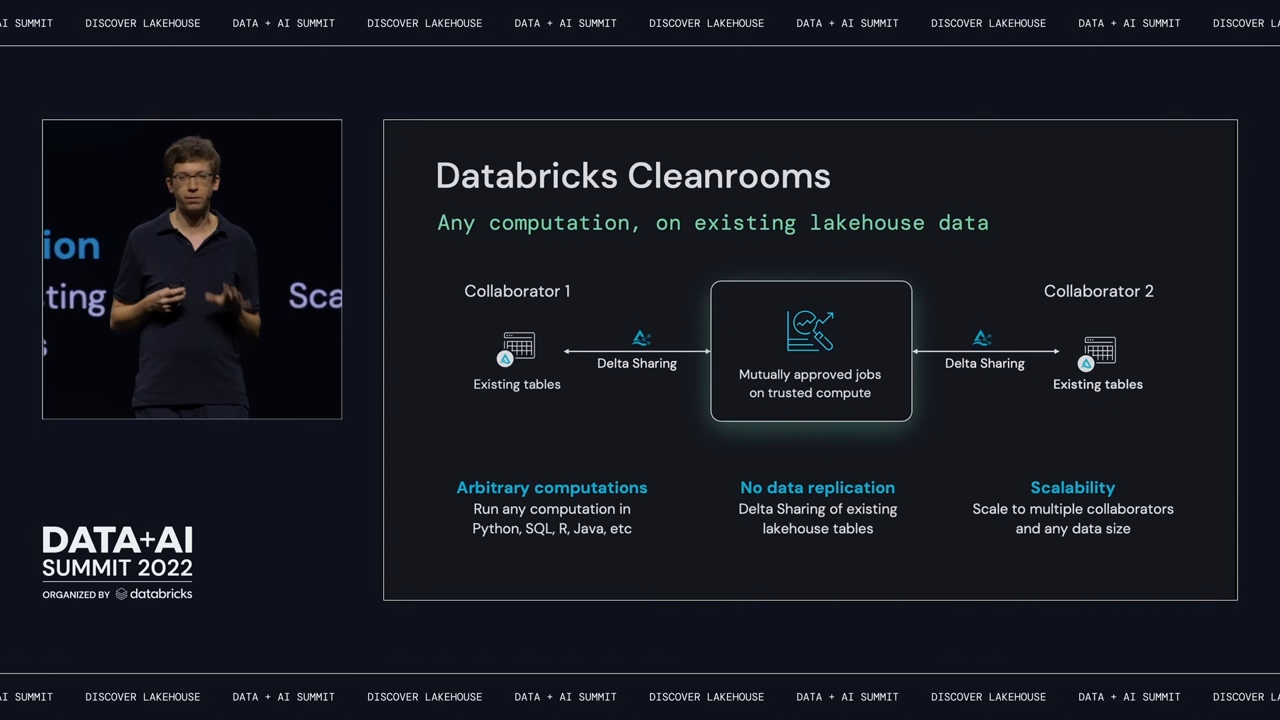 AI SUMMIT DISCOVER LAKEHOUSE DATA + AI SUMMIT DISCOVER LAKEHOUSE DATA + AI SUMMIT DISCOVER LAKEHOUSE DATA + AI SUMMIT DISCOVER LAKEHOUSE DATA + AI SUMMIT DISCOVER LA
ion
ting
Sca
s
Databricks Cleanrooms
Any computation, on existing lakehouse data
Collaborator 1
Collaborator 2
Delta Sharing
Delta Sharing
Existing tables
Mutually approved jobs
on trusted compute
Existing tables
Arbitrary computations
Run any computation in
Python, SQL, R, Java, etc
No data replication
Delta Sharing of existing
lakehouse tables
Scalability
Scale to multiple collaborators
and any data size
DATA+AI
SUMMIT 2022
ORGANIZED BY databricks
AI SUMMIT DISCOVER LAKEHOUSE DATA + AI SUMMIT DISCOVER LAKEHOUSE DATA + AI SUMMIT DISCOVER LAKEHOUSE DATA + AI SUMMIT DISCOVER LAKEHOUSE DATA + AI SUMMIT DISCOVER LA